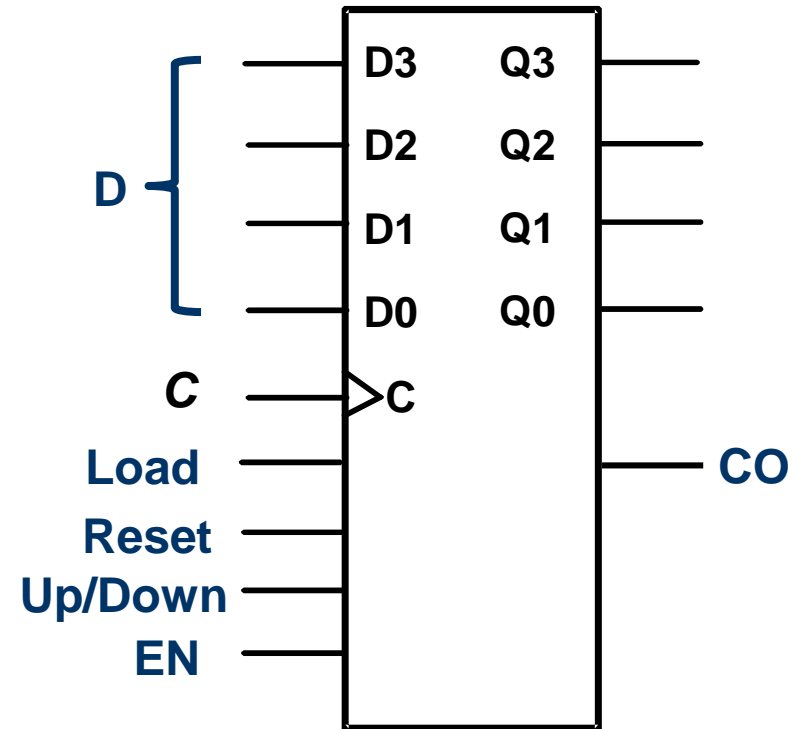 D3 Q3
D2 Q2
D
D1 Q1
D0 Q0
C C
Load CO
Reset
Up/Down
EN